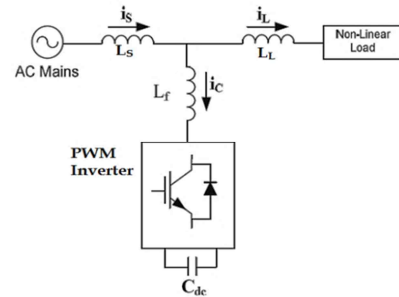 iS
iL
LS
LL
Non-Linear
Load
AC Mains
Lf
iC
PWM
Inverter
Cdc